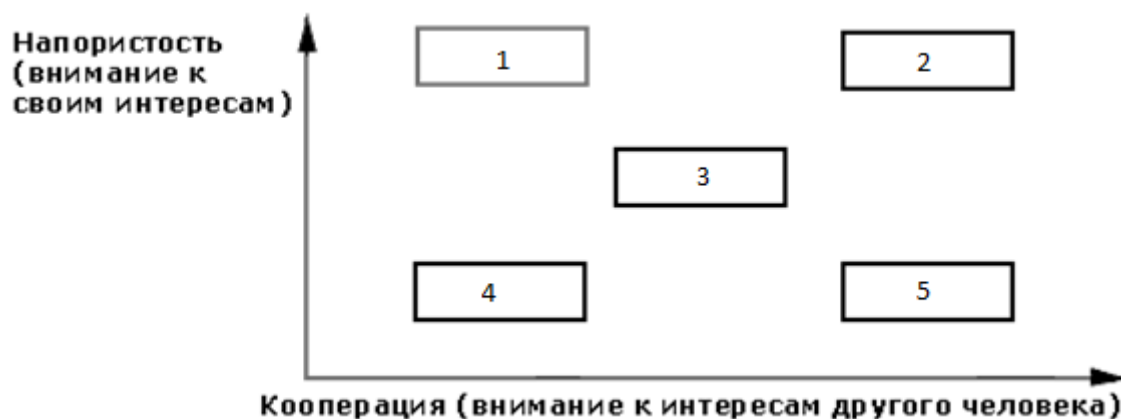 Напористость
(внимание к
своим интересам)
1
2
3
4
5
Кооперация (внимание к интересам другого человека)